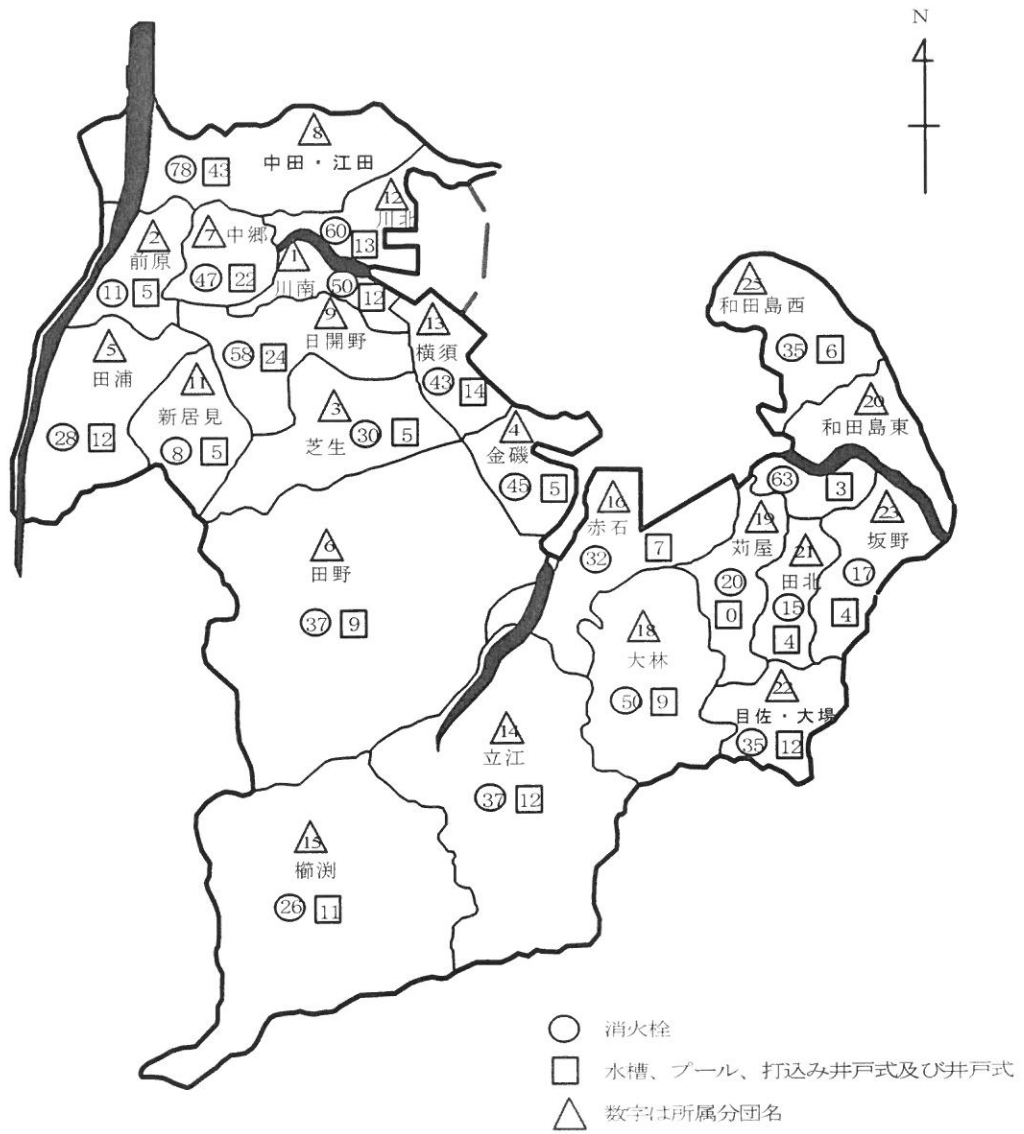 N
8
中田・江田
78 43
12
川北
60
13
2
前原
11 5
7 中郷
47 22
1
川南
50
12
9
日開野
58 24
13
横須
43
14
5
田浦
28 12
11
新居見
8 5
3
芝生 30 5
4
金磯
45 5
25
和田島西
35 6
20
和田島東
63
3
16
赤石
32
7
19
苅屋
20
0
21
田北
15
4
23
坂野
17
4
6
田野
37 9
18
大林
50 9
22
目佐・大場
35 12
14
立江
37 12
15
櫛渕
26 11
消火栓
水槽、プール、打込み井戸式及び井戸式
数字は所属分団名